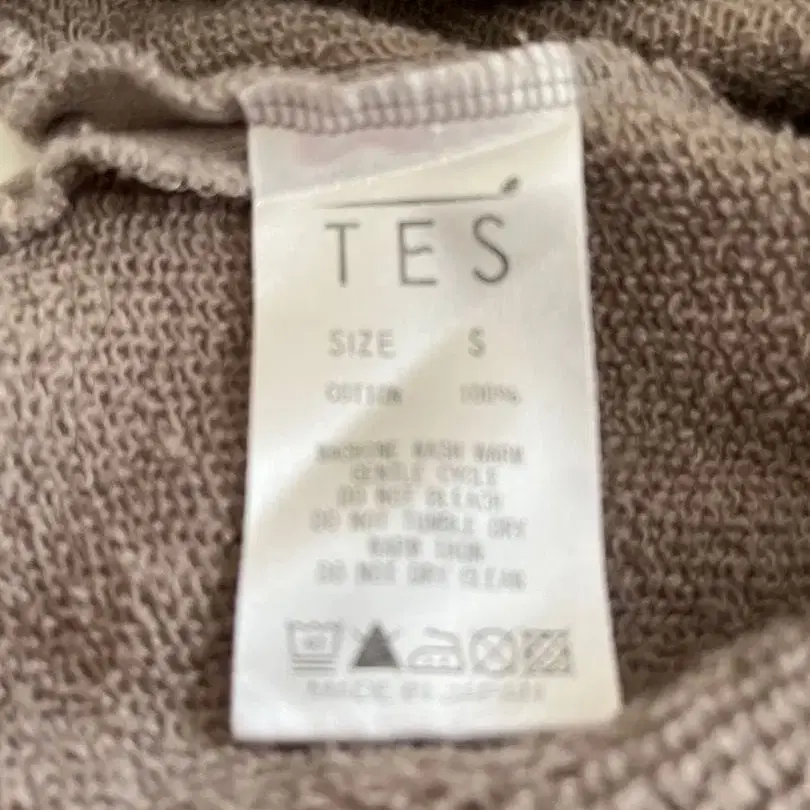 TES
SIZE S
COTTON 100%
MACHINE WASH WARM
GENTLE CYCLE
DO NOT BLEACH
DO NOT TUMBLE DRY
WARM IRON
DO NOT DRY CLEAN
MADE IN JAPAN